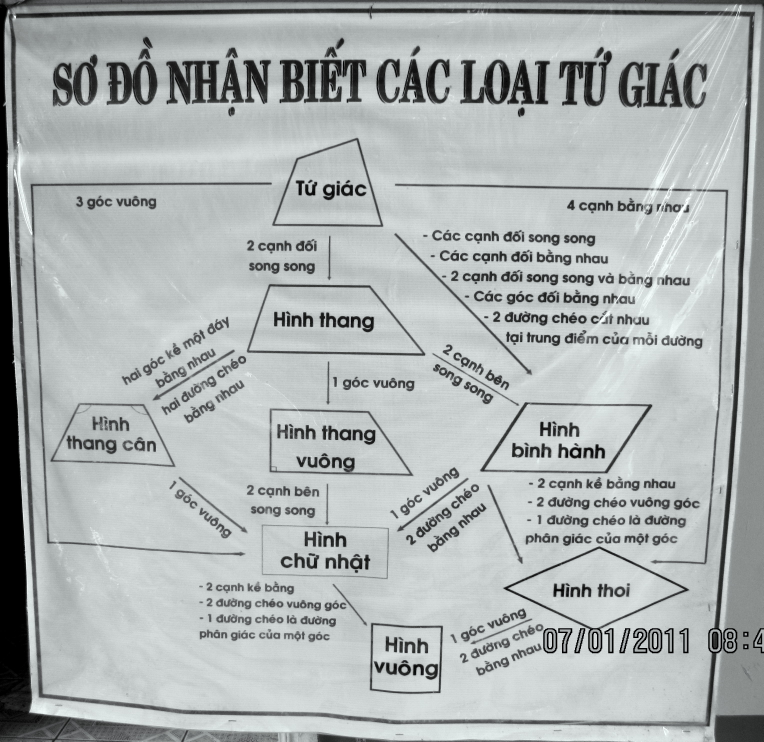 SƠ ĐỒ NHẬN BIẾT CÁC LOẠI TỨ GIÁC
Tứ giác
3 góc vuông
4 cạnh bằng nhau
2 cạnh đối
song song
- Các cạnh đối song song
- Các cạnh đối bằng nhau
- 2 cạnh đối song song và bằng nhau
- Các góc đối bằng nhau
- 2 đường chéo cắt nhau
tại trung điểm của mỗi đường
Hình thang
hai góc kề một đáy
bằng nhau
hai đường chéo
bằng nhau
1 góc vuông
2 cạnh bên
song song
Hình
thang cân
Hình thang
vuông
Hình
bình hành
1 góc vuông
2 cạnh bên
song song
1 góc vuông
2 đường chéo
bằng nhau
- 2 cạnh kề bằng nhau
- 2 đường chéo vuông góc
- 1 đường chéo là đường
phân giác của một góc
Hình
chữ nhật
Hình thoi
- 2 cạnh kề bằng
- 2 đường chéo vuông góc
- 1 đường chéo là đường
phân giác của một góc
Hình
vuông
1 góc vuông
2 đường chéo
bằng nhau
07/01/2011 08:4